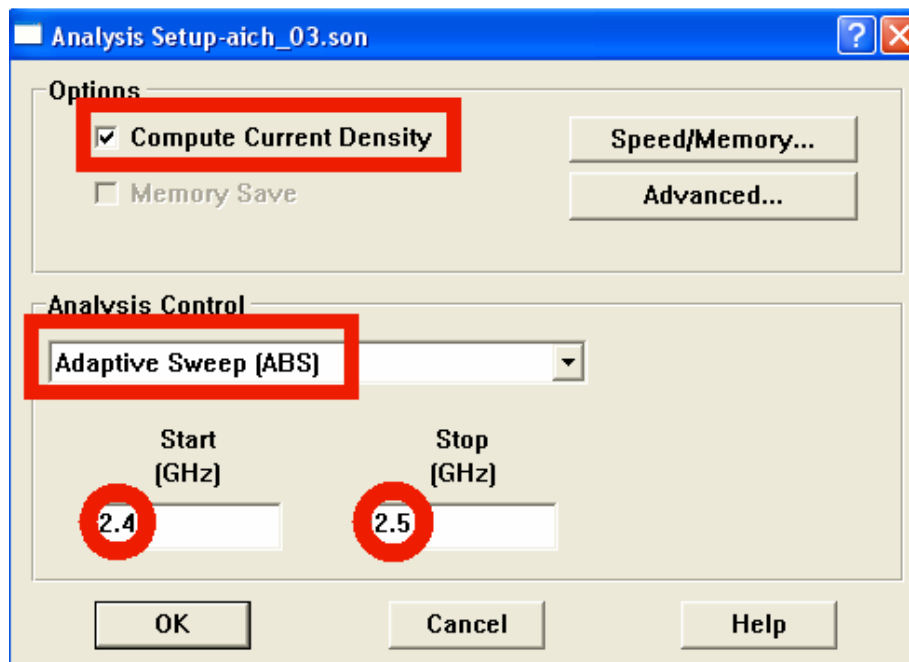 Analysis Setup-aich_03.son
Options
Compute Current Density
Speed/Memory...
Memory Save
Advanced...
Analysis Control
Adaptive Sweep (ABS)
Start
(GHz)
Stop
(GHz)
2.4
2.5
OK
Cancel
Help